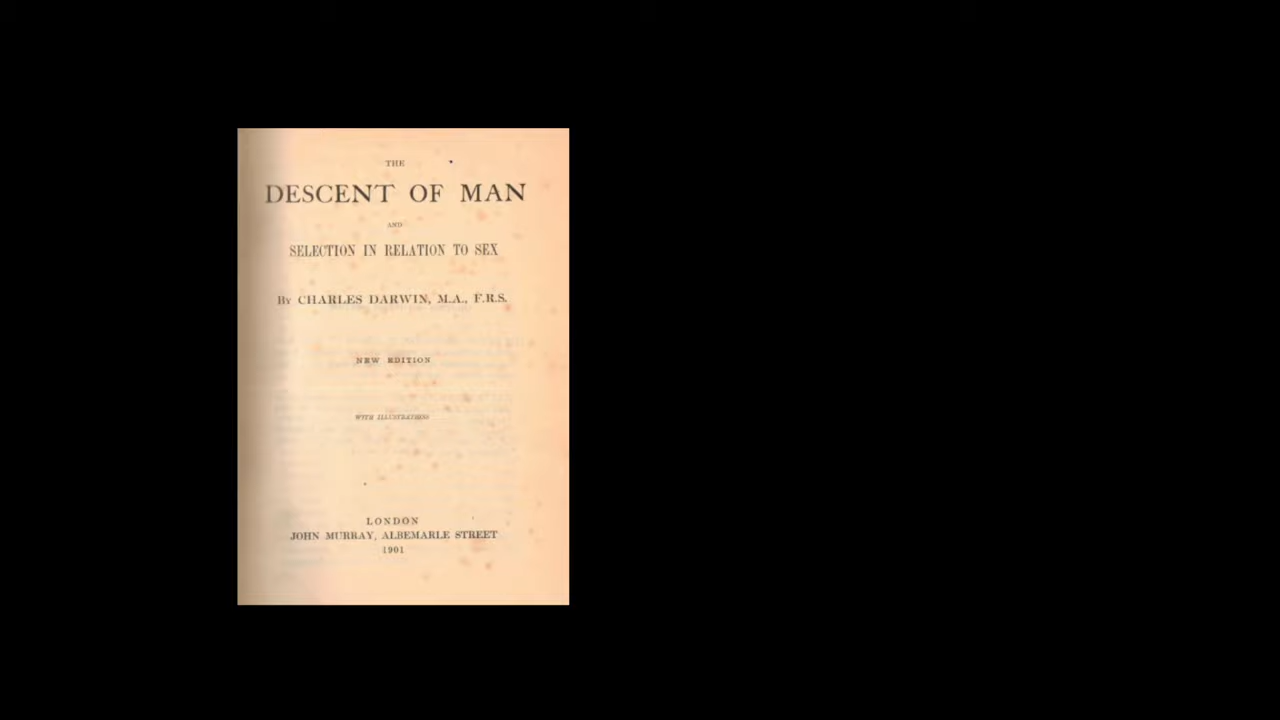 THE
DESCENT OF MAN
AND
SELECTION IN RELATION TO SEX
BY CHARLES DARWIN, M.A., F.R.S.
NEW EDITION
WITH ILLUSTRATIONS
LONDON
JOHN MURRAY, ALBEMARLE STREET
1901